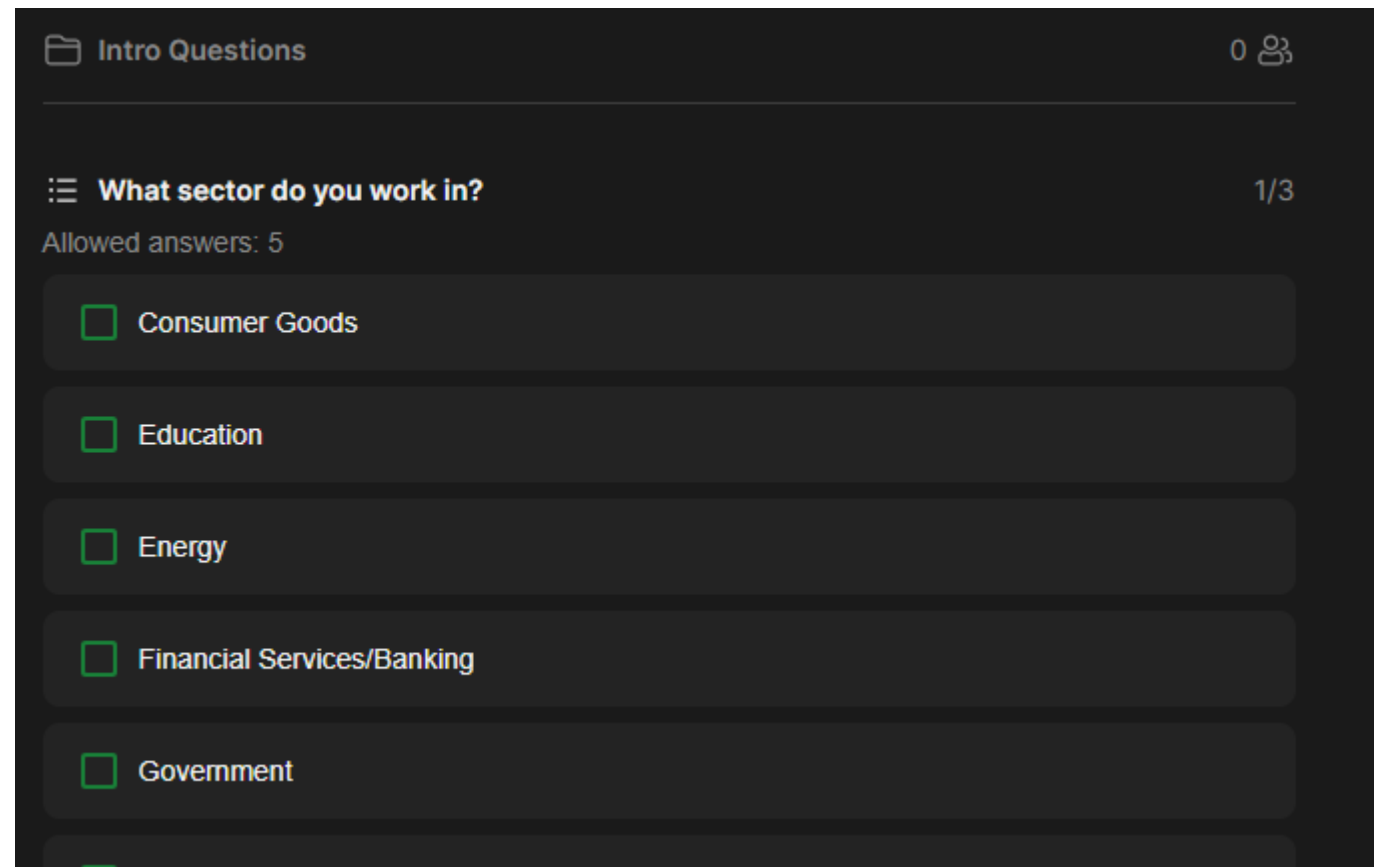 Intro Questions 0
What sector do you work in? 1/3
Allowed answers: 5
Consumer Goods
Education
Energy
Financial Services/Banking
Government